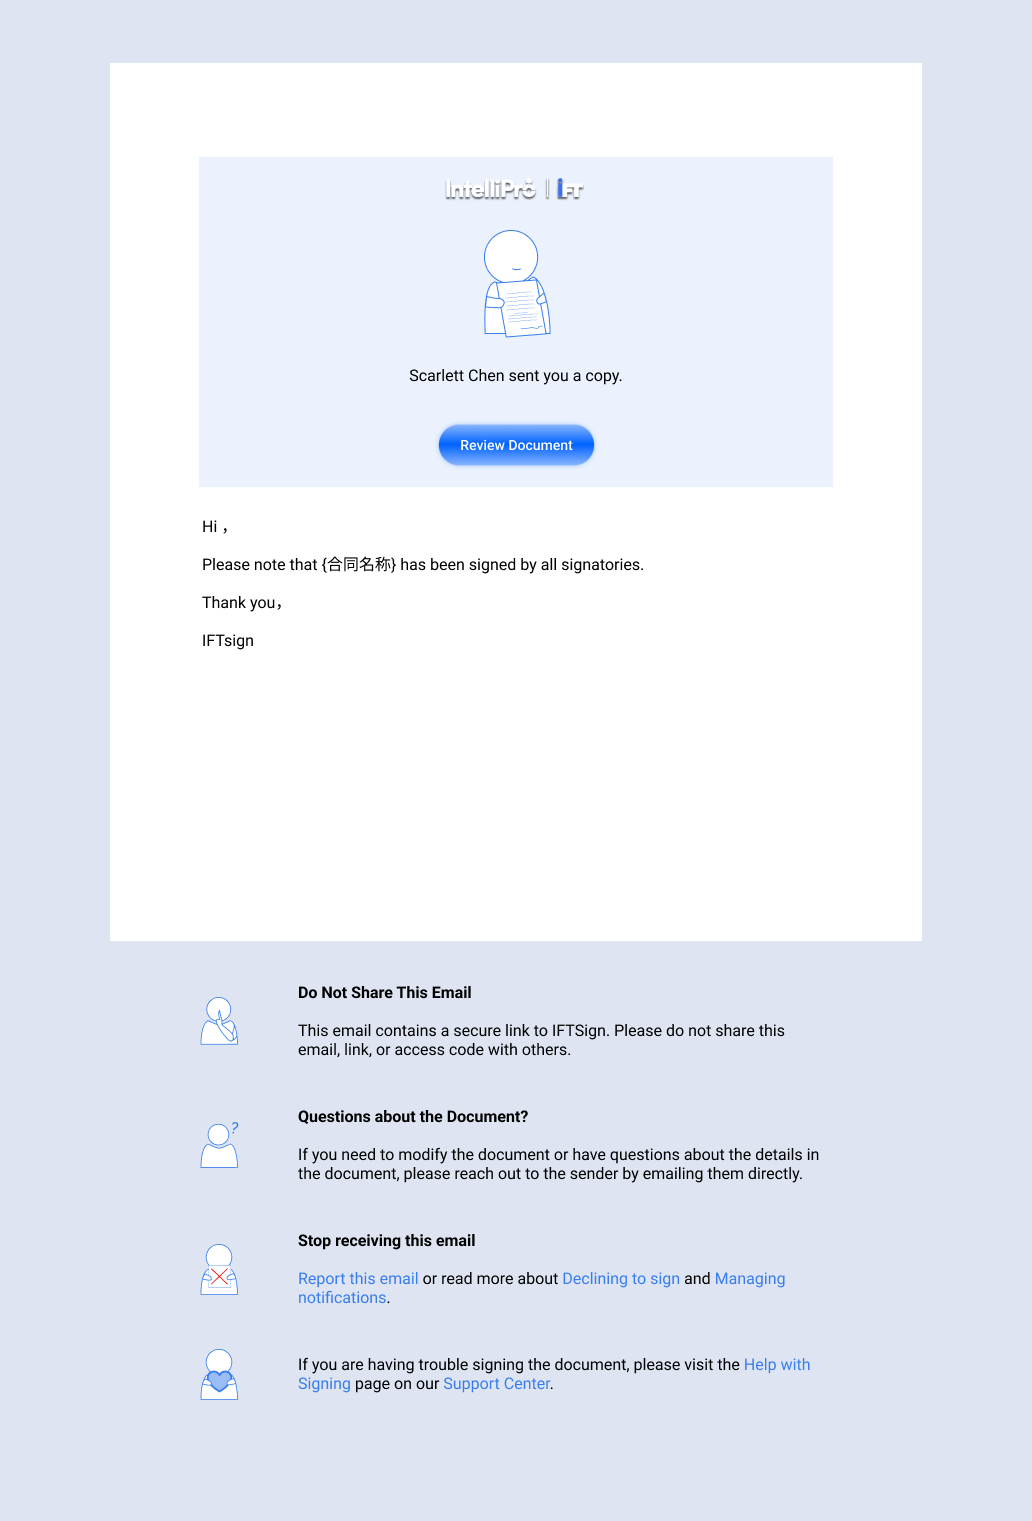 IntelliPro | iFT
Scarlett Chen sent you a copy.
Review Document
Hi ，
Please note that {合同名称} has been signed by all signatories.
Thank you，
IFTsign
Do Not Share This Email
This email contains a secure link to IFTSign. Please do not share this
email, link, or access code with others.
?
Questions about the Document?
If you need to modify the document or have questions about the details in
the document, please reach out to the sender by emailing them directly.
Stop receiving this email
Report this email or read more about Declining to sign and Managing
notifications.
If you are having trouble signing the document, please visit the Help with
Signing page on our Support Center.